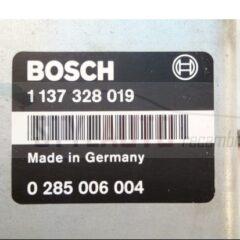 BOSCH
1 137 328 019
Made in Germany
0 285 006 004